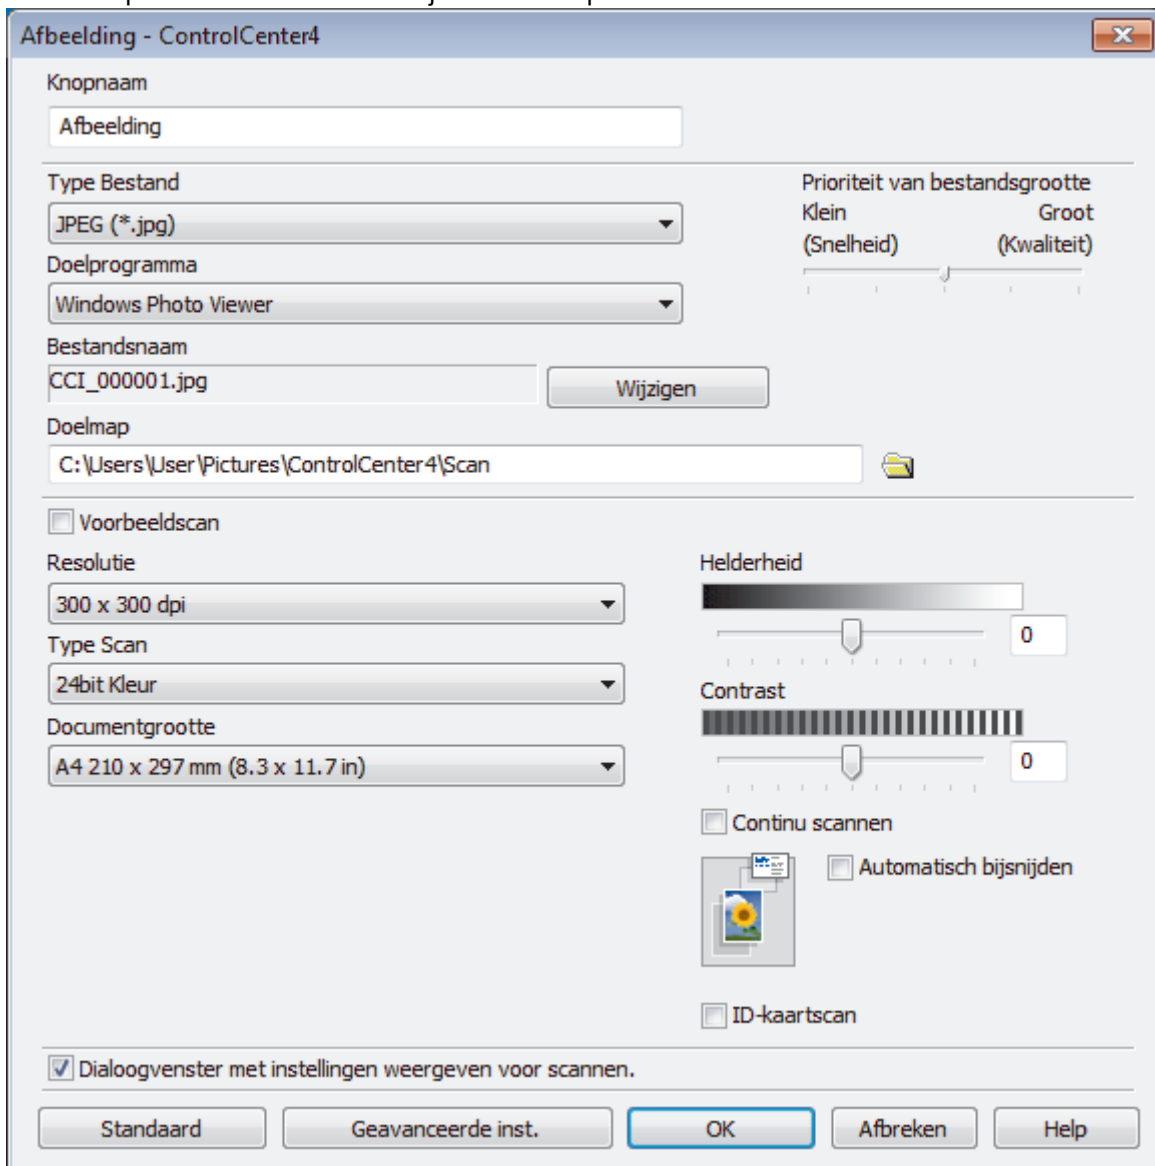 Afbeelding - ControlCenter4
Knopnaam
Afbeelding
Type Bestand
JPEG (*.jpg)
Doelprogramma
Windows Photo Viewer
Prioriteit van bestandsgrootte
Klein Groot
(Snelheid) (Kwaliteit)
Bestandsnaam
CCI_000001.jpg
Wijzigen
Doelmap
C:\Users\User\Pictures\ControlCenter4\Scan
Voorbeeldscan
Resolutie
300 x 300 dpi
Type Scan
24bit Kleur
Documentgrootte
A4 210 x 297 mm (8.3 x 11.7 in)
Helderheid
0
Contrast
0
Continu scannen
Automatisch bijsnijden
ID-kaartscan
Dialoogvenster met instellingen weergeven voor scannen.
Standaard
Geavanceerde inst.
OK
Afbreken
Help